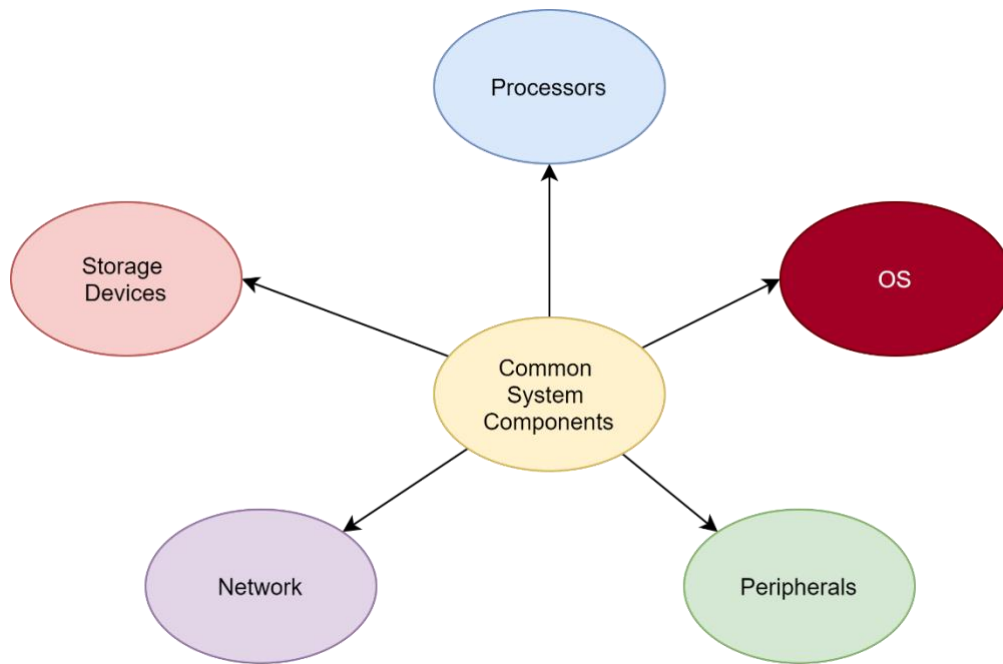 Processors
Storage
Devices
OS
Common
System
Components
Network
Peripherals